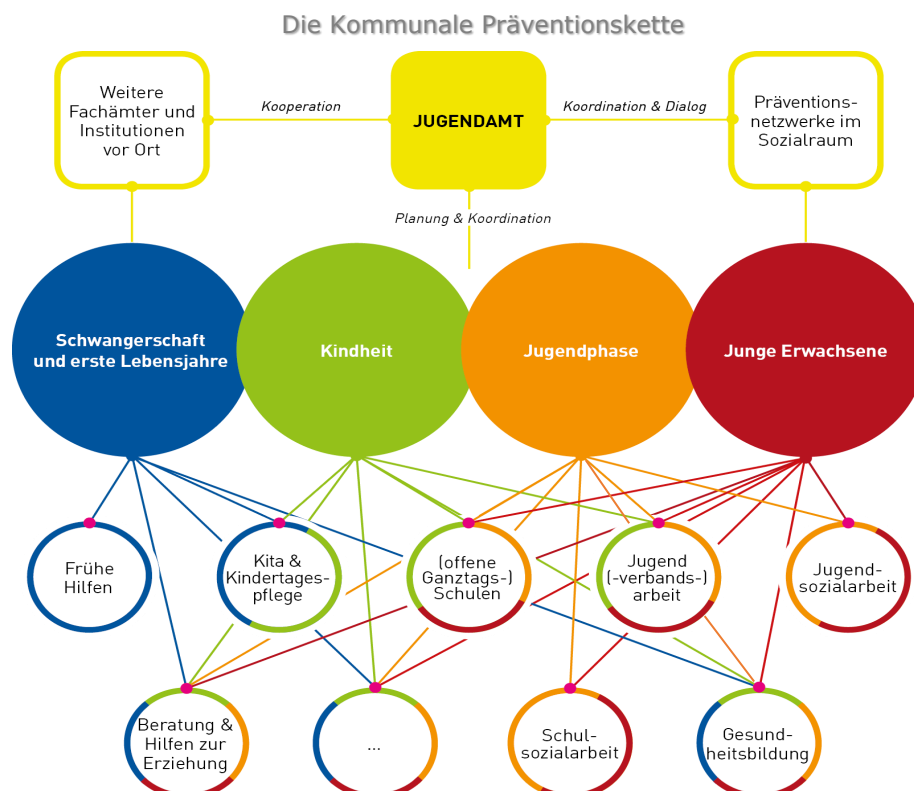 Die Kommunale Präventionskette
Weitere
Fachämter und
Institutionen
vor Ort
Kooperation
JUGENDAMT
Koordination & Dialog
Präventions-
netzwerke im
Sozialraum
Planung & Koordination
Schwangerschaft
und erste Lebensjahre
Kindheit
Jugendphase
Junge Erwachsene
Frühe
Hilfen
Kita &
Kindertages-
pflege
(offene
Ganztags-)
Schulen
Jugend
(-verbands-)
arbeit
Jugend-
sozialarbeit
Beratung &
Hilfen zur
Erziehung
...
Schul-
sozialarbeit
Gesund-
heitsbildung